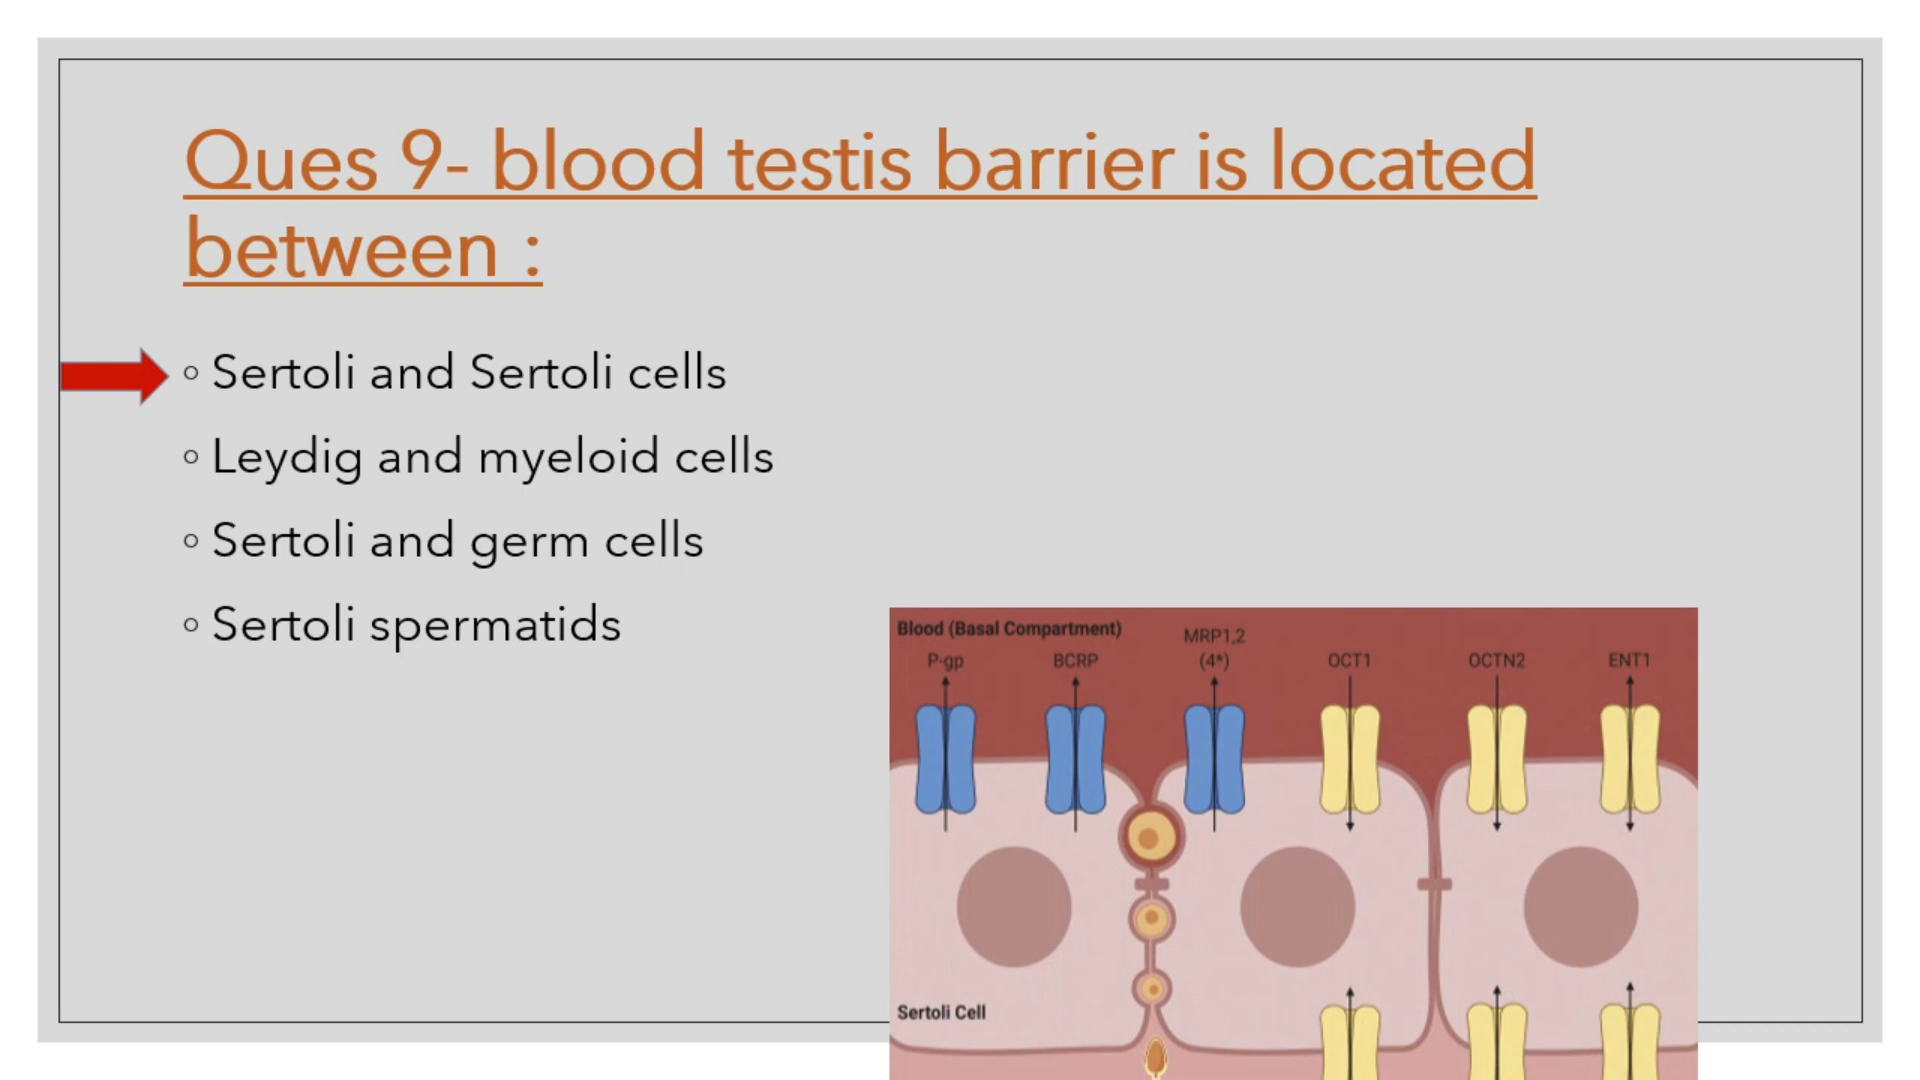 Ques 9- blood testis barrier is located
between :
◦ Sertoli and Sertoli cells
◦ Leydig and myeloid cells
◦ Sertoli and germ cells
◦ Sertoli spermatids
Blood (Basal Compartment)
MRP1,2
P-gp BCRP (4*) OCT1 OCTN2 ENT1
Sertoli Cell